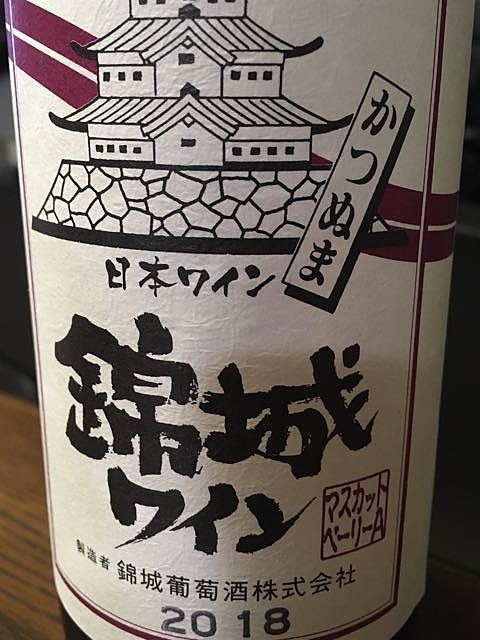 かつぬま
日本ワイン
錦城
ワイン
マスカット
ベーリーA
製造者 錦城葡萄酒株式会社
2018